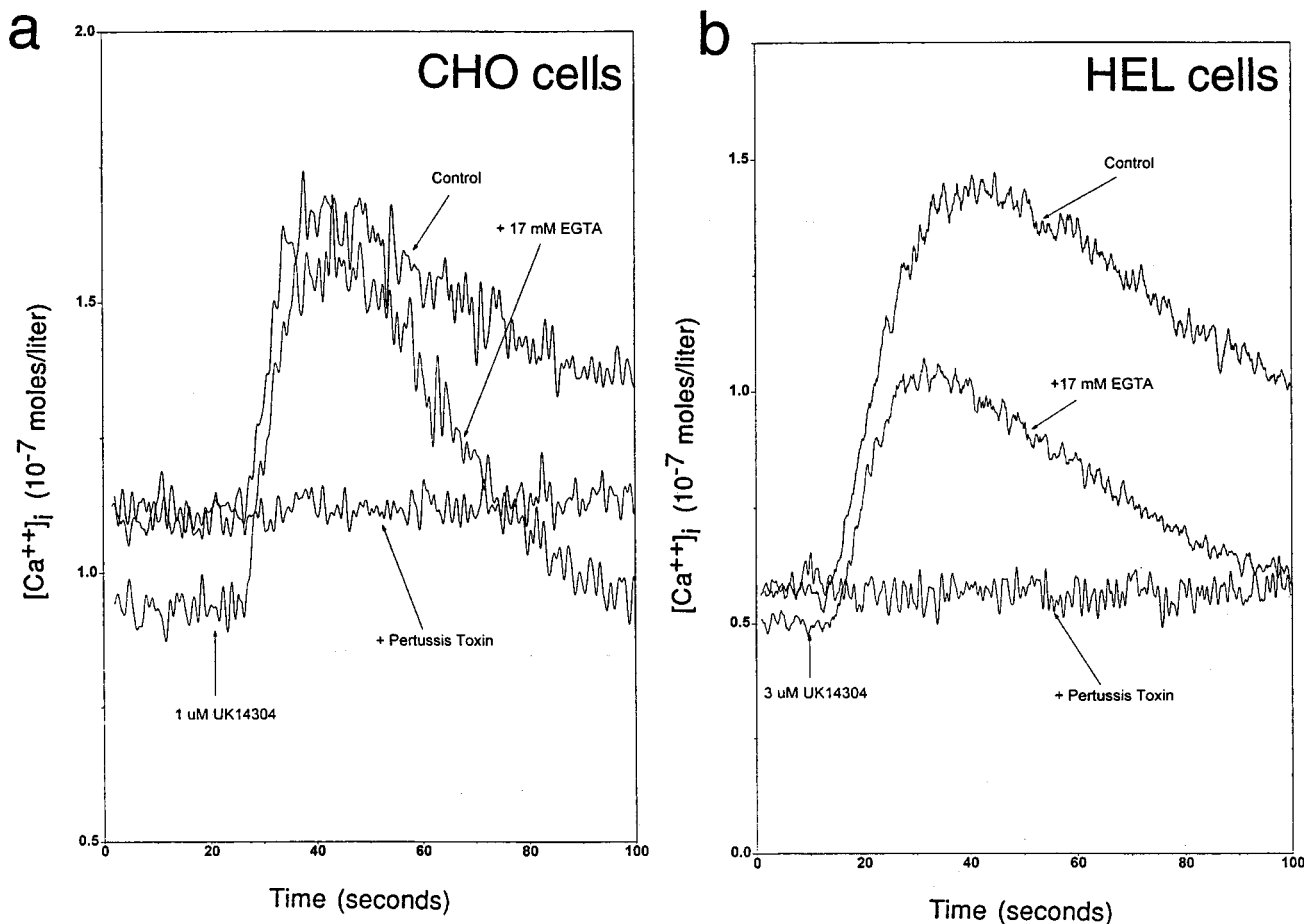 a
CHO cells
2.0
1.5
1.0
0.5
[Ca++]i (10-7 moles/liter)
Control
+ 17 mM EGTA
+ Pertussis Toxin
1 uM UK14304
0 20 40 60 80 100
Time (seconds)
b
HEL cells
1.5
1.0
0.5
0.0
[Ca++]i (10-7 moles/liter)
Control
+17 mM EGTA
+ Pertussis Toxin
3 uM UK14304
0 20 40 60 80 100
Time (seconds)